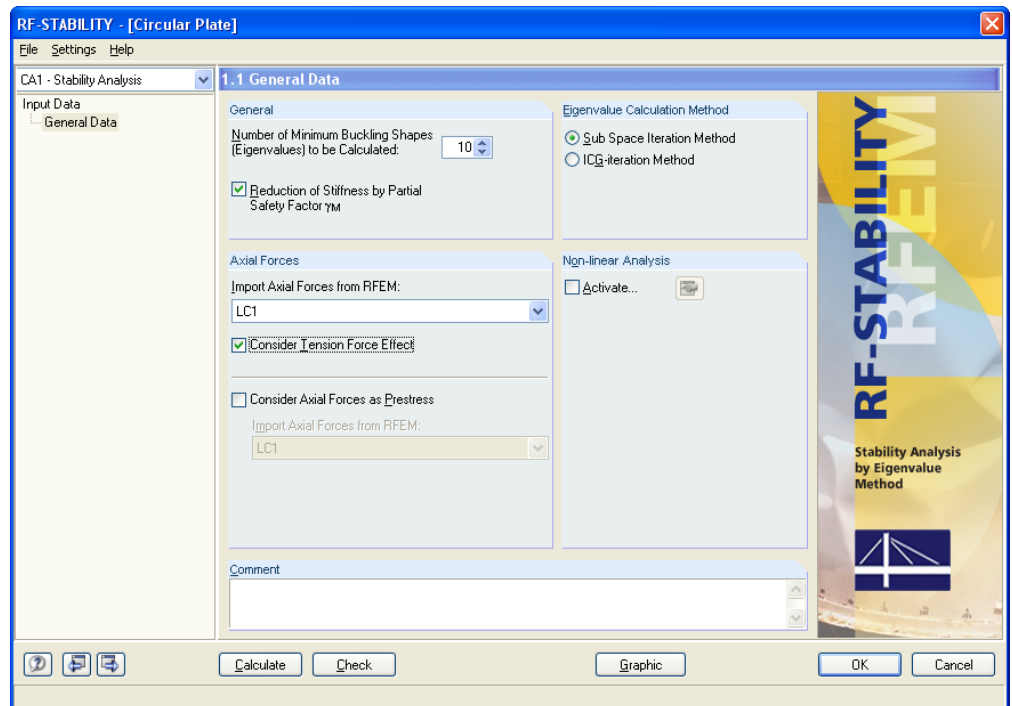 RF-STABILITY - [Circular Plate]
File Settings Help
CA1 - Stability Analysis
1.1 General Data
Input Data
General Data
General
Number of Minimum Buckling Shapes
(Eigenvalues) to be Calculated:
10
Reduction of Stiffness by Partial
Safety Factor γM
Eigenvalue Calculation Method
Sub Space Iteration Method
ICG-iteration Method
Axial Forces
Import Axial Forces from RFEM:
LC1
Consider Tension Force Effect
Consider Axial Forces as Prestress
Import Axial Forces from RFEM:
LC1
Non-linear Analysis
Activate...
Comment
RF-STABILITY
RFEM
Stability Analysis
by Eigenvalue
Method
Calculate Check Graphic OK Cancel